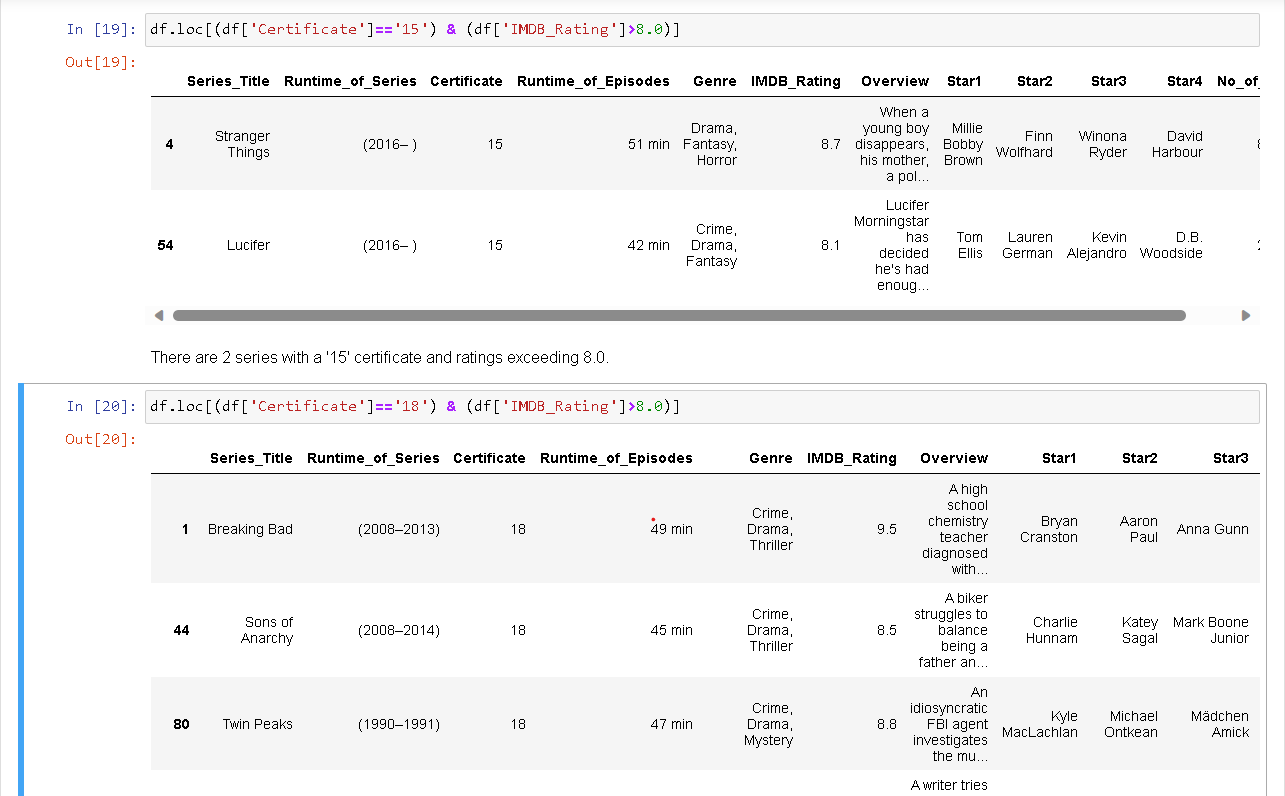 In [19]: df.loc[(df['Certificate']=='15') & (df['IMDB_Rating']>8.0)]
Out[19]:
Series_Title Runtime_of_Series Certificate Runtime_of_Episodes Genre IMDB_Rating Overview Star1 Star2 Star3 Star4 No_of_
4 Stranger Things (2016– ) 15 51 min Drama, Fantasy, Horror 8.7 When a young boy disappears, his mother, a pol... Millie Bobby Brown Finn Wolfhard Winona Ryder David Harbour
54 Lucifer (2016– ) 15 42 min Crime, Drama, Fantasy 8.1 Lucifer Morningstar has decided he's had enoug... Tom Ellis Lauren German Kevin Alejandro D.B. Woodside
There are 2 series with a '15' certificate and ratings exceeding 8.0.
In [20]: df.loc[(df['Certificate']=='18') & (df['IMDB_Rating']>8.0)]
Out[20]:
Series_Title Runtime_of_Series Certificate Runtime_of_Episodes Genre IMDB_Rating Overview Star1 Star2 Star3
1 Breaking Bad (2008–2013) 18 49 min Crime, Drama, Thriller 9.5 A high school chemistry teacher diagnosed with... Bryan Cranston Aaron Paul Anna Gunn
44 Sons of Anarchy (2008–2014) 18 45 min Crime, Drama, Thriller 8.5 A biker struggles to balance being a father an... Charlie Hunnam Katey Sagal Mark Boone Junior
80 Twin Peaks (1990–1991) 18 47 min Crime, Drama, Mystery 8.8 An idiosyncratic FBI agent investigates the mu... Kyle MacLachlan Michael Ontkean Mädchen Amick
A writer tries